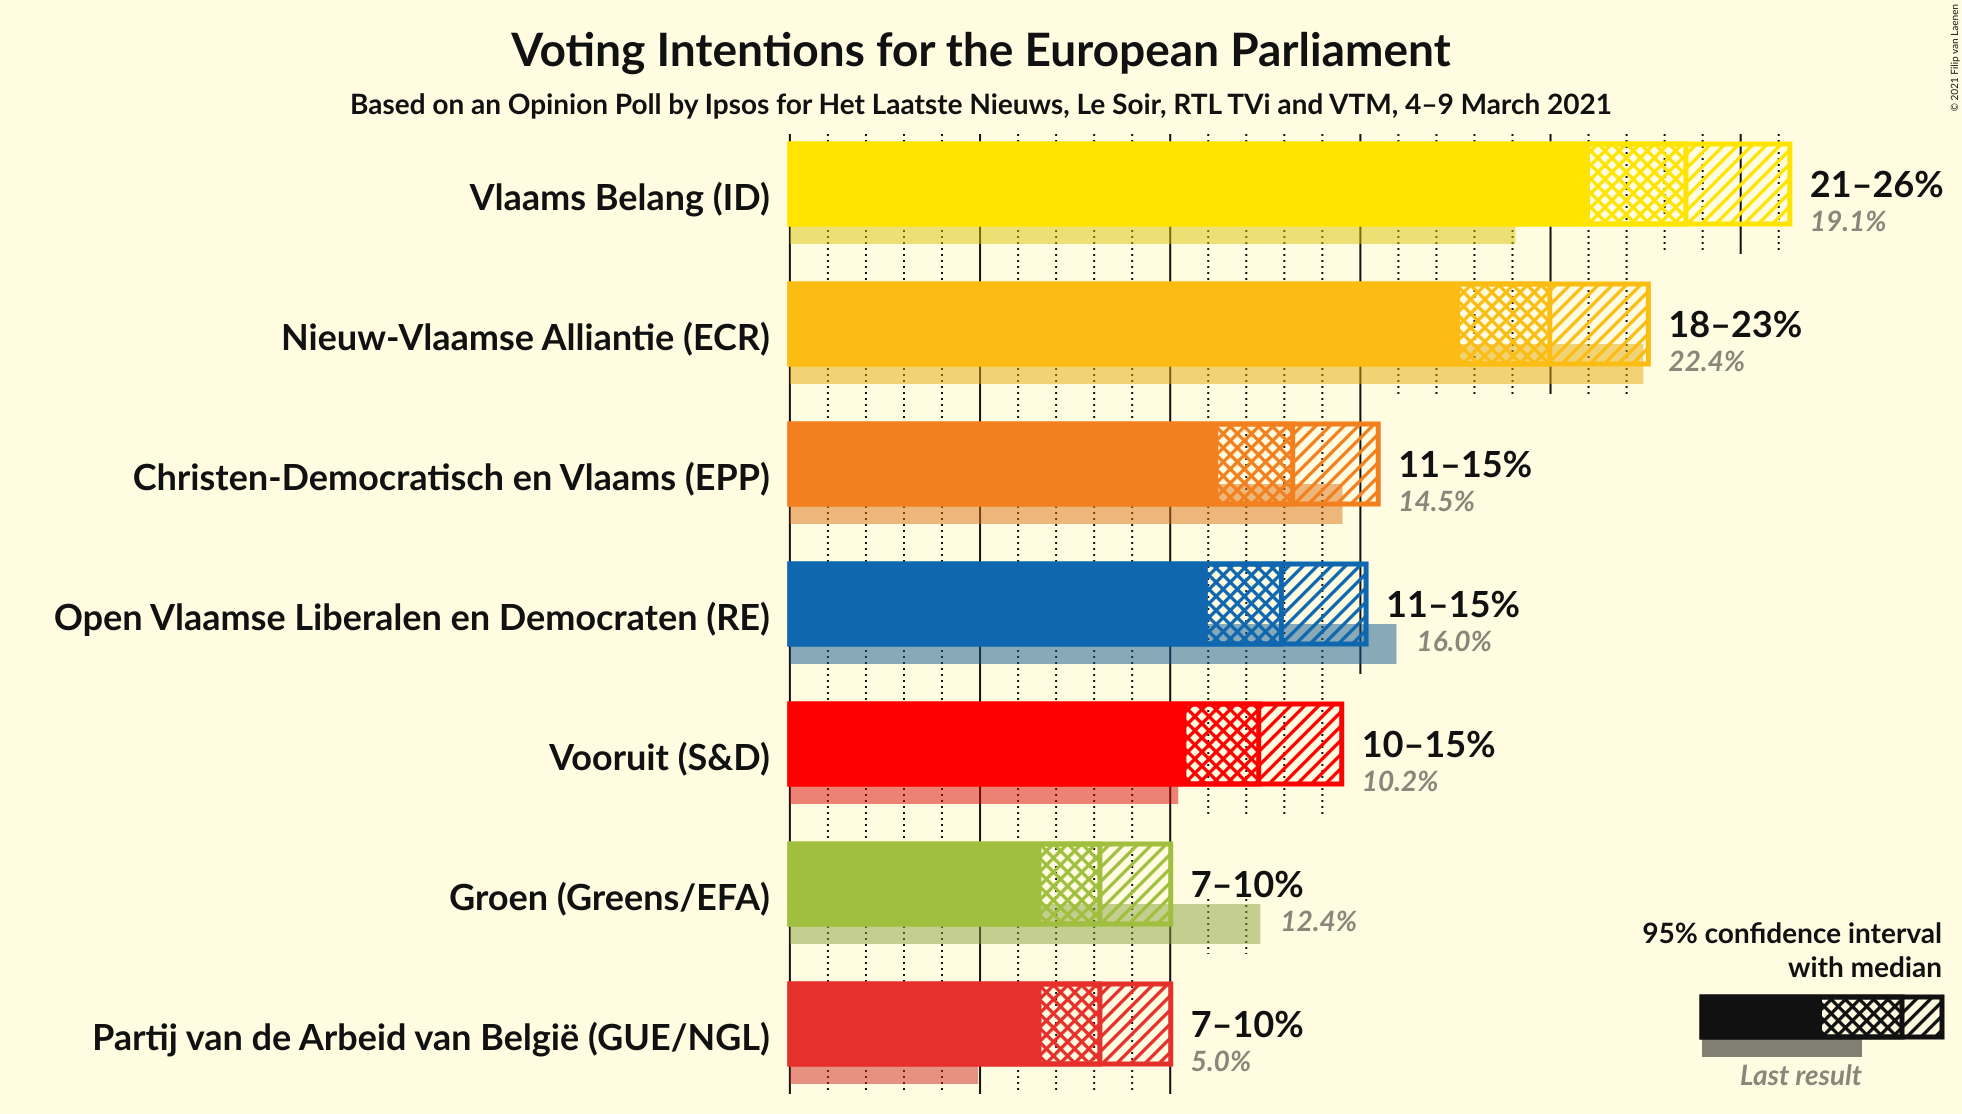 Voting Intentions for the European Parliament
Based on an Opinion Poll by Ipsos for Het Laatste Nieuws, Le Soir, RTL TVi and VTM, 4–9 March 2021
© 2021 Filip van Laenen
Vlaams Belang (ID)
21–26%
19.1%
Nieuw-Vlaamse Alliantie (ECR)
18–23%
22.4%
Christen-Democratisch en Vlaams (EPP)
11–15%
14.5%
Open Vlaamse Liberalen en Democraten (RE)
11–15%
16.0%
Vooruit (S&D)
10–15%
10.2%
Groen (Greens/EFA)
7–10%
12.4%
Partij van de Arbeid van België (GUE/NGL)
7–10%
5.0%
95% confidence interval
with median
Last result